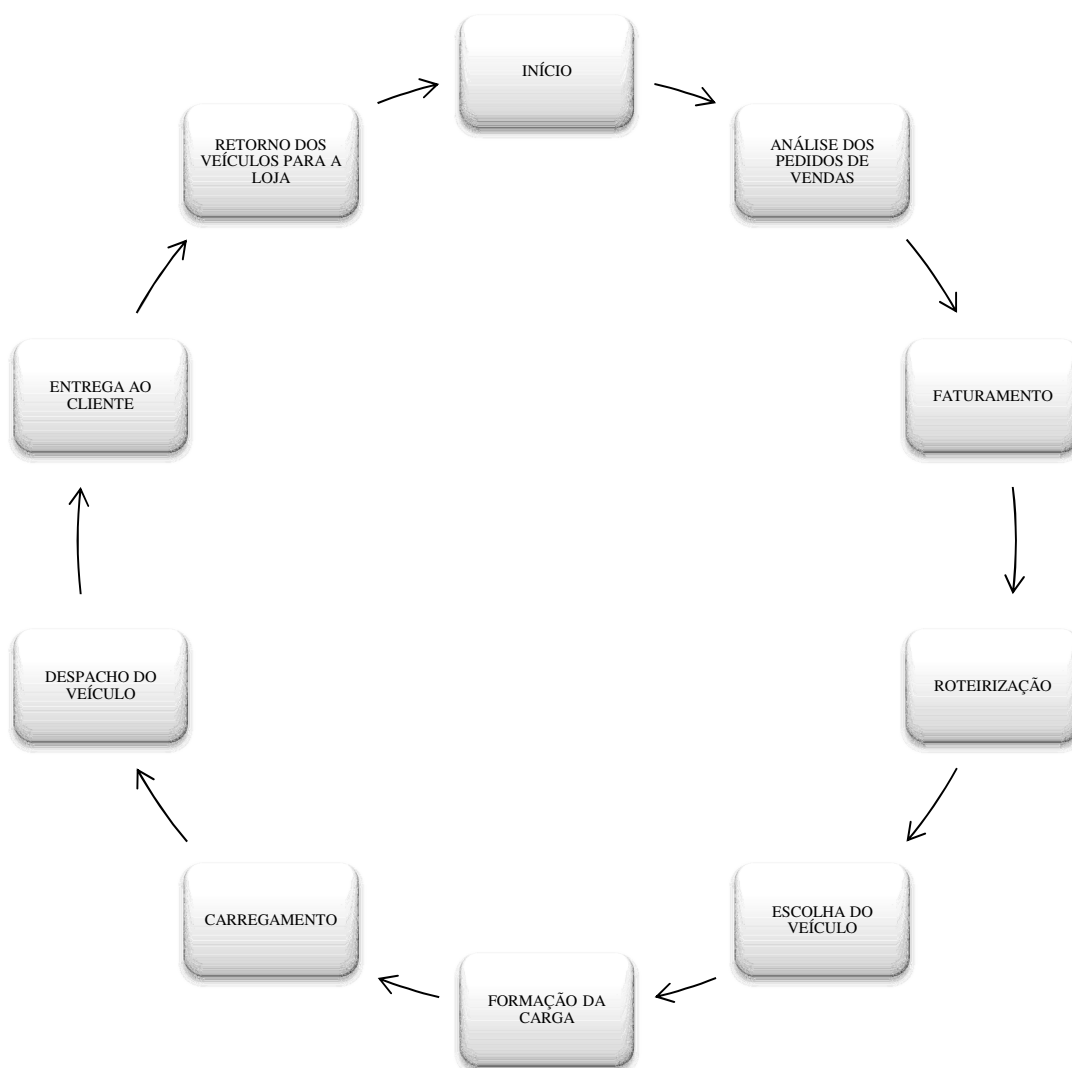 INÍCIO
ANÁLISE DOS
PEDIDOS DE
VENDAS
FATURAMENTO
ROTEIRIZAÇÃO
ESCOLHA DO
VEÍCULO
FORMAÇÃO DA
CARGA
CARREGAMENTO
DESPACHO DO
VEÍCULO
ENTREGA AO
CLIENTE
RETORNO DOS
VEÍCULOS PARA A
LOJA